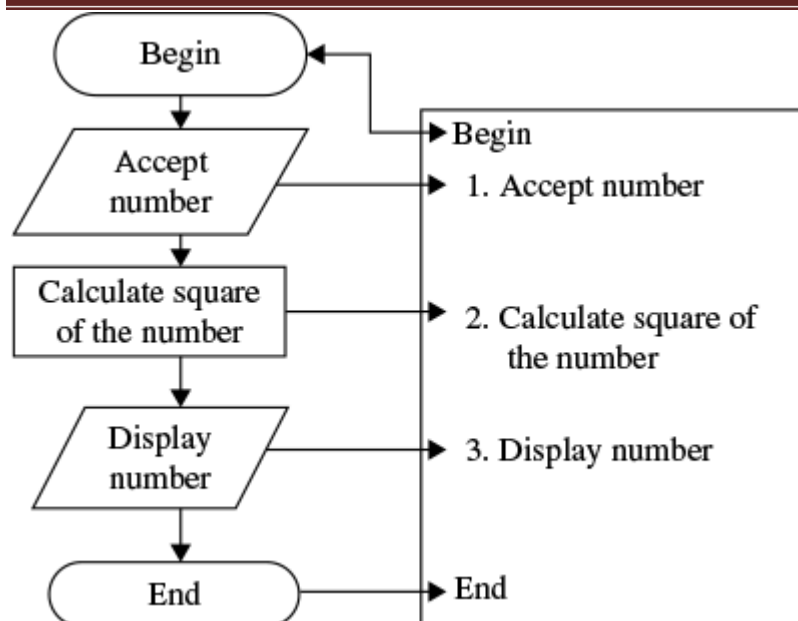 Begin
Accept
number
Calculate square
of the number
Display
number
End
Begin
1. Accept number
2. Calculate square of
the number
3. Display number
End